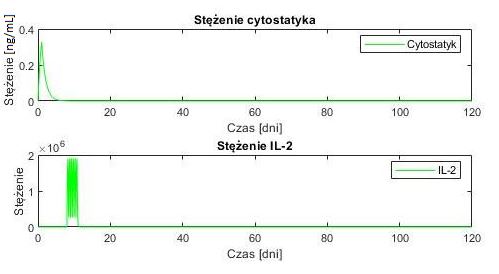 Stężenie cytostatyka
Stężenie [ng/mL]
0.4
0.2
0
Cytostatyk
0 20 40 60 80 100 120
Czas [dni]
Stężenie IL-2
×10^6
Stężenie
2
1
0
IL-2
0 20 40 60 80 100 120
Czas [dni]